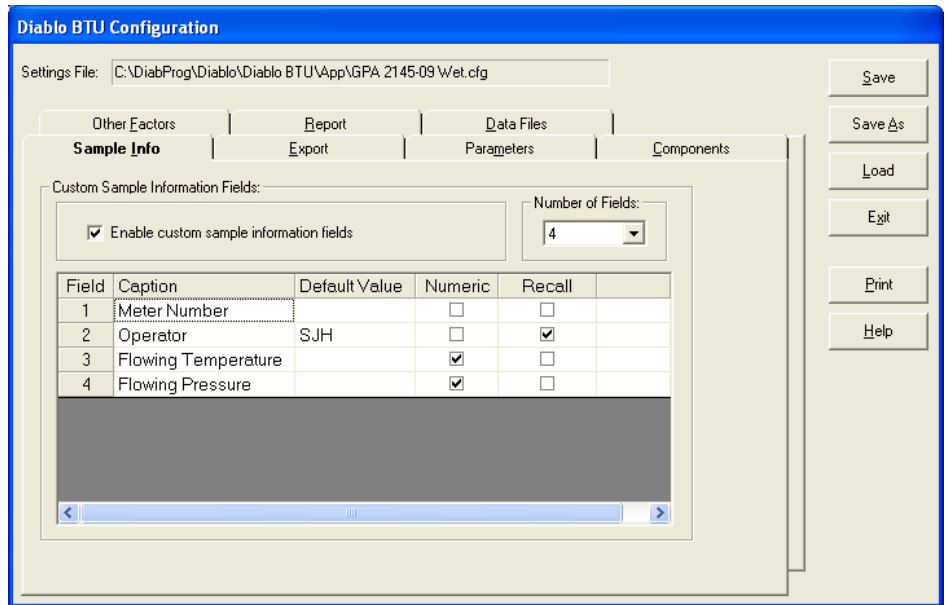 Diablo BTU Configuration
Settings File: C:\DiabProg\Diablo\Diablo BTU\App\GPA 2145-09 Wet.cfg
Save
Other Factors Report Data Files
Save As
Sample Info Export Parameters Components
Load
Custom Sample Information Fields:
Number of Fields:
Exit
Enable custom sample information fields
4
Field Caption Default Value Numeric Recall
Print
1 Meter Number
2 Operator SJH
Help
3 Flowing Temperature
4 Flowing Pressure